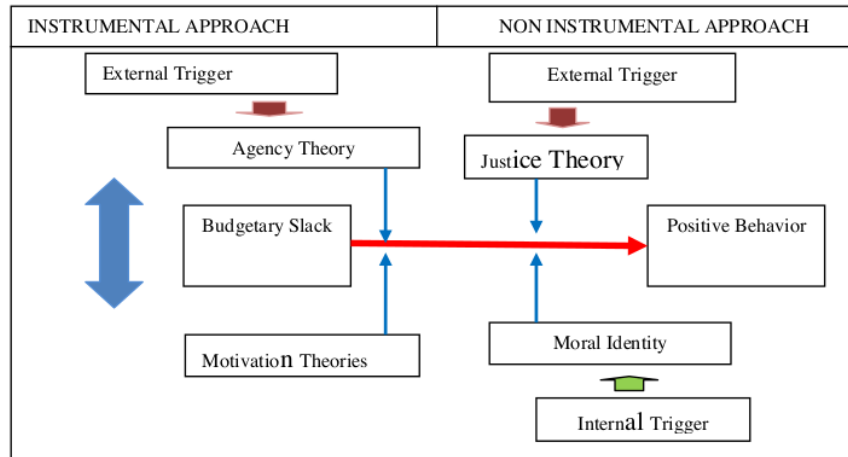 INSTRUMENTAL APPROACH
NON INSTRUMENTAL APPROACH
External Trigger
External Trigger
Agency Theory
Justice Theory
Budgetary Slack
Positive Behavior
Motivation Theories
Moral Identity
Internal Trigger